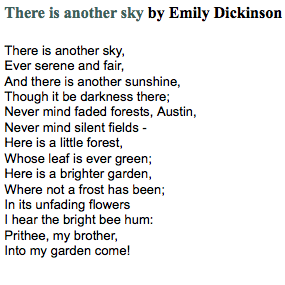 There is another sky by Emily Dickinson
There is another sky,
Ever serene and fair,
And there is another sunshine,
Though it be darkness there;
Never mind faded forests, Austin,
Never mind silent fields -
Here is a little forest,
Whose leaf is ever green;
Here is a brighter garden,
Where not a frost has been;
In its unfading flowers
I hear the bright bee hum:
Prithee, my brother,
Into my garden come!